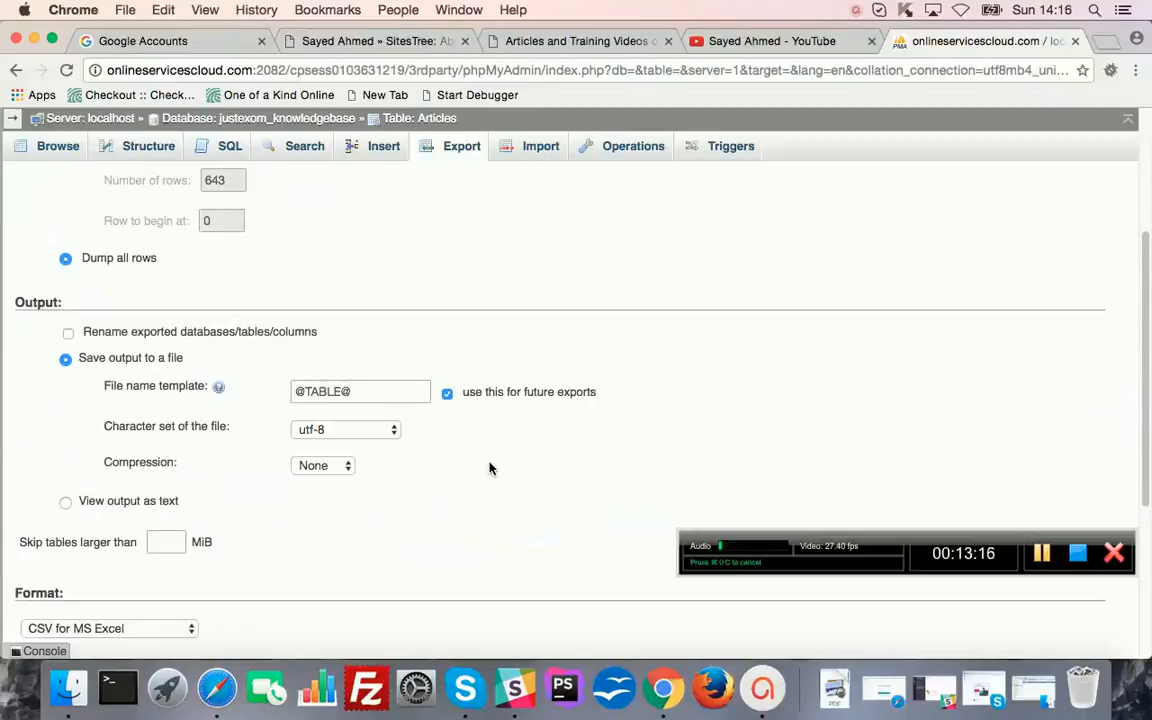 Chrome File Edit View History Bookmarks People Window Help Sun 14:16
Google Accounts Sayed Ahmed » SitesTree: Ab Articles and Training Videos o Sayed Ahmed - YouTube onlineservicescloud.com / loc
onlineservicescloud.com:2082/cpsess0103631219/3rdparty/phpMyAdmin/index.php?db=&table=&server=1&target=&lang=en&collation_connection=utf8mb4_uni...
Apps Checkout :: Check... One of a Kind Online New Tab Start Debugger
Server: localhost » Database: justexom_knowledgebase » Table: Articles
Browse Structure SQL Search Insert Export Import Operations Triggers
Number of rows: 643
Row to begin at: 0
Dump all rows
Output:
Rename exported databases/tables/columns
Save output to a file
File name template: @TABLE@ use this for future exports
Character set of the file: utf-8
Compression: None
View output as text
Skip tables larger than MiB
Audio Video: 27.40 fps 00:13:16
Format:
CSV for MS Excel
Console